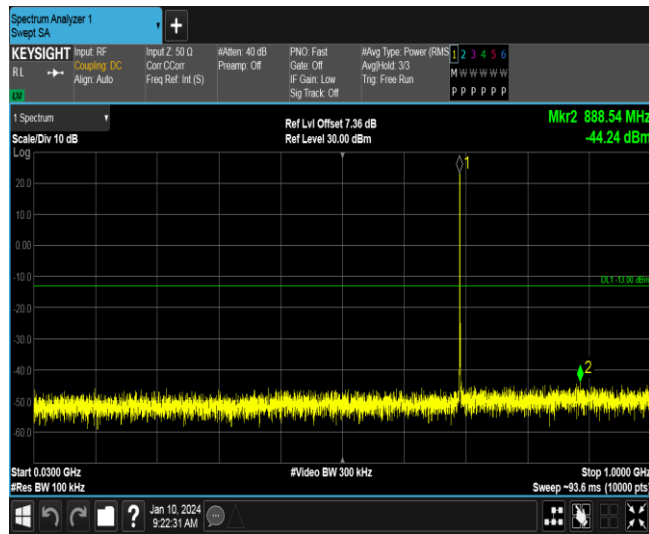 Spectrum Analyzer 1
Swept SA
+
KEYSIGHT Input: RF Input Z: 50 Ω #Atten: 40 dB PNO: Fast #Avg Type: Power (RMS 1 2 3 4 5 6
RL Coupling: DC Corr CCorr Preamp: Off Gate: Off Avg|Hold: 3/3 M W W W W W
Align: Auto Freq Ref: Int (S) IF Gain: Low Trig: Free Run
Sig Track: Off P P P P P P
1 Spectrum Ref Lvl Offset 7.36 dB Mkr2 888.54 MHz
Scale/Div 10 dB Ref Level 30.00 dBm -44.24 dBm
Log
1
20.0
10.0
0.00
-10.0
DL1 -13.00 dBm
-20.0
-30.0
-40.0
2
-50.0
-60.0
Start 0.0300 GHz #Video BW 300 kHz Stop 1.0000 GHz
#Res BW 100 kHz Sweep ~93.6 ms (10000 pts)
? Jan 10, 2024
9:22:31 AM